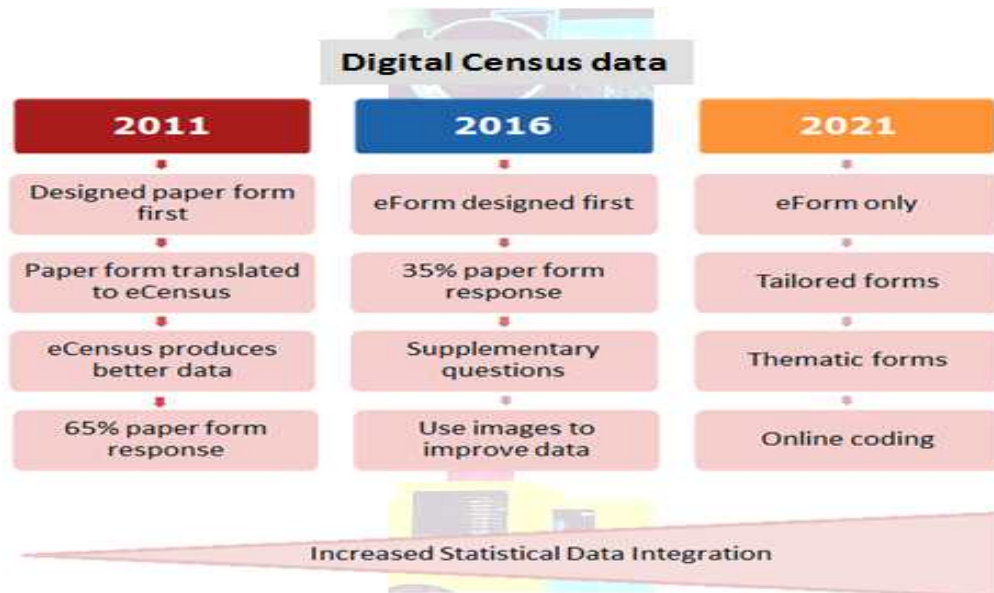 Digital Census data
2011
Designed paper form
first
Paper form translated
to eCensus
eCensus produces
better data
65% paper form
response
2016
eForm designed first
35% paper form
response
Supplementary
questions
Use images to
improve data
2021
eForm only
Tailored forms
Thematic forms
Online coding
Increased Statistical Data Integration